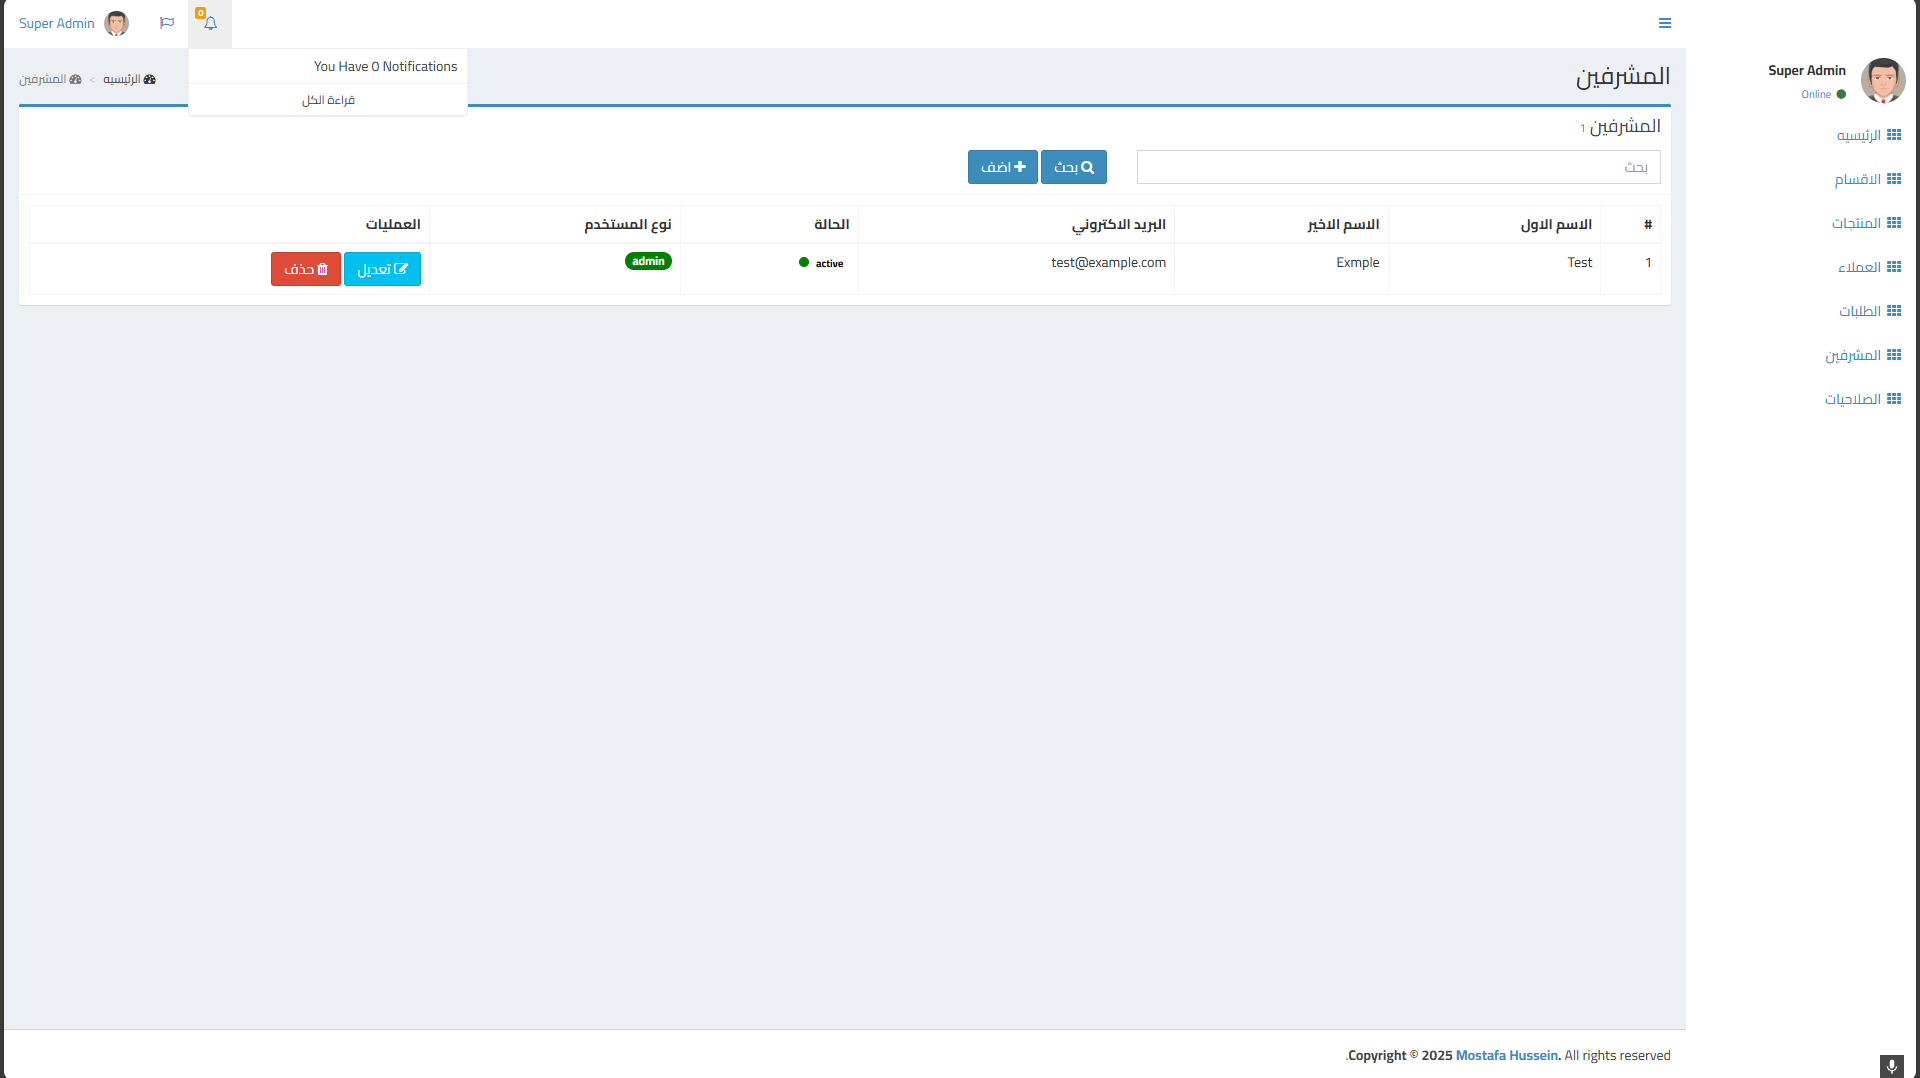 Super Admin
0
You Have 0 Notifications
قراءة الكل
Super Admin
Online
الرئيسيه
الاقسام
المنتجات
العملاء
الطلبات
المشرفين
الصلاحيات
المشرفين
الرئيسيه > المشرفين
المشرفين 1
بحث
بحث
اضف
# الاسم الاول الاسم الاخير البريد الاكتروني الحالة نوع المستخدم العمليات
1 Test Exmple test@example.com active admin تعديل حذف
.Copyright © 2025 Mostafa Hussein. All rights reserved